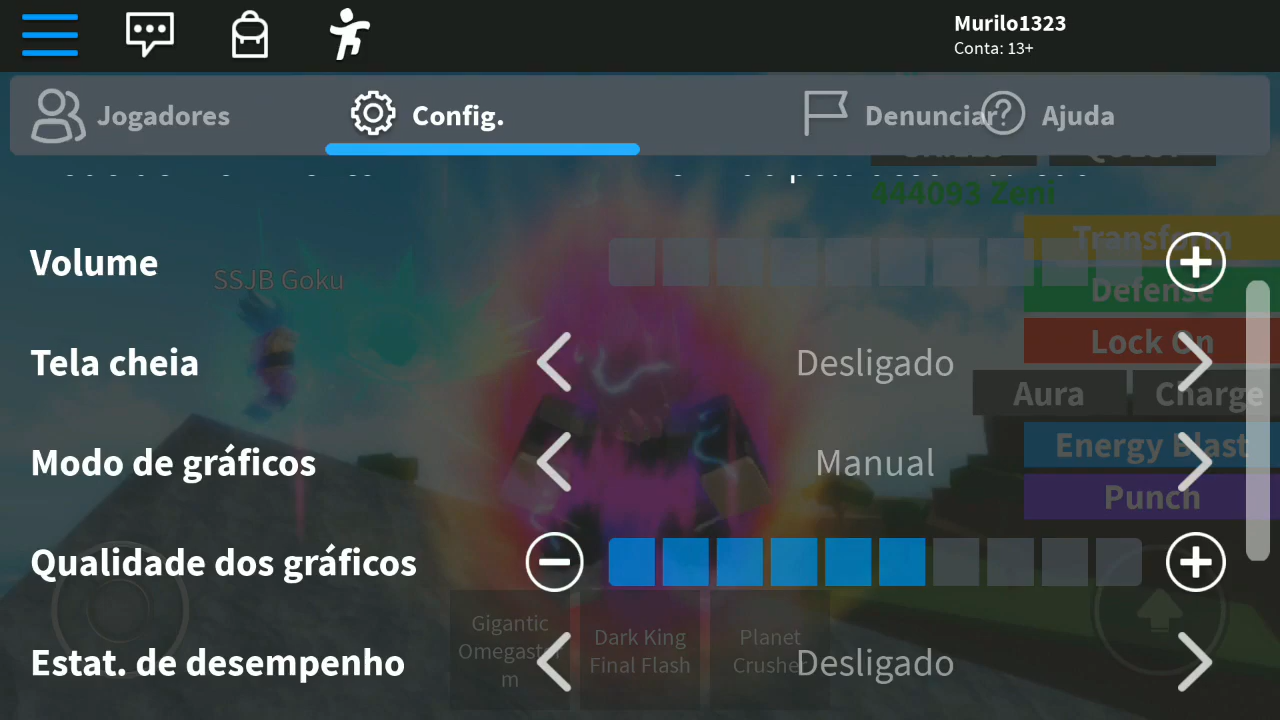 Murilo1323
Conta: 13+
Jogadores
Config.
Denunciar
Ajuda
444093 Zeni
Transform
Volume
SSJB Goku
Defense
Lock On
Tela cheia
Desligado
Aura
Charge
Modo de gráficos
Manual
Energy Blast
Punch
Qualidade dos gráficos
Gigantic
Omegastor
m
Dark King
Final Flash
Planet
Crusher
Estat. de desempenho
Desligado